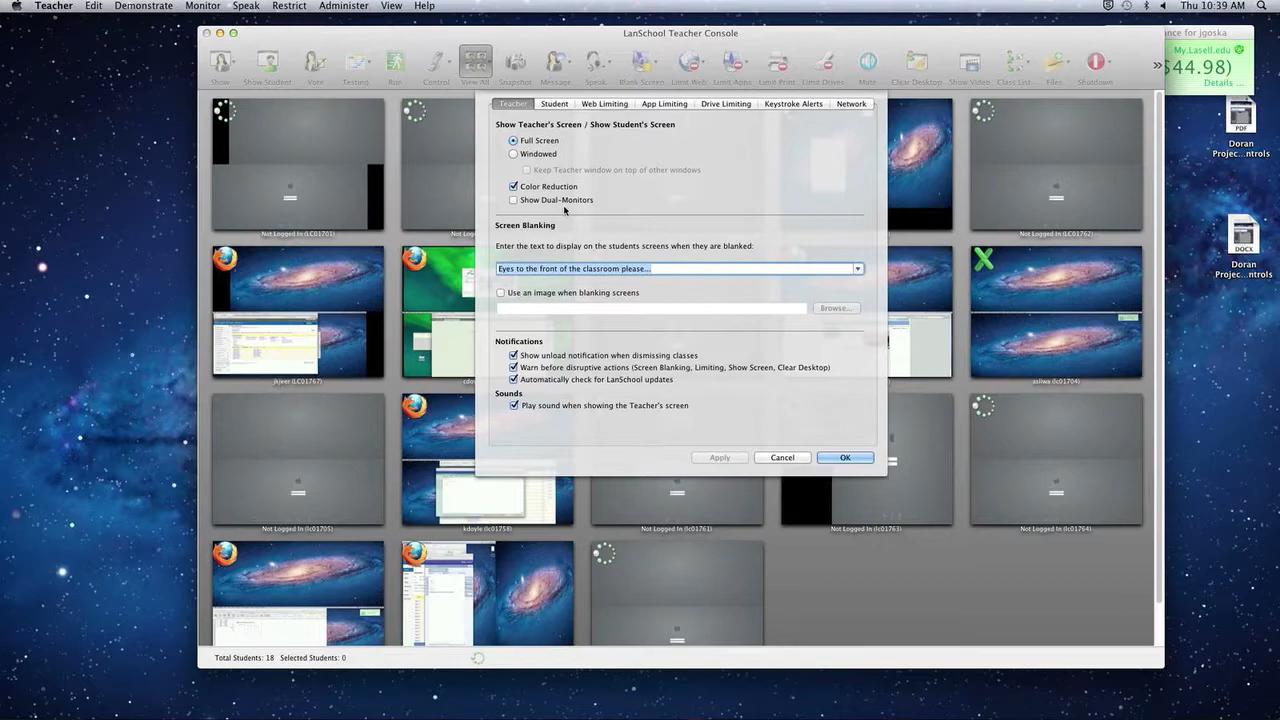 Teacher Edit Demonstrate Monitor Speak Restrict Administer View Help Thu 10:39 AM
LanSchool Teacher Console
ance for jgoska
My.Lasell.edu
$44.98)
Details ...
Show Show Student Vote Testing Run Control View All Snapshot Message Speak Blank Screen Limit Web Limit Apps Limit Print Limit Drives Mute Clear Desktop Show Video Class List Files Shutdown
Teacher Student Web Limiting App Limiting Drive Limiting Keystroke Alerts Network
Show Teacher's Screen / Show Student's Screen
Full Screen
Windowed
Keep Teacher window on top of other windows
Color Reduction
Show Dual-Monitors
Screen Blanking
Enter the text to display on the students screens when they are blanked:
Eyes to the front of the classroom please...
Use an image when blanking screens
Browse...
Notifications
Show unload notification when dismissing classes
Warn before disruptive actions (Screen Blanking, Limiting, Show Screen, Clear Desktop)
Automatically check for LanSchool updates
Sounds
Play sound when showing the Teacher's screen
Apply Cancel OK
Not Logged In (LC01701)
Not Logged In (LC01762)
jkjver (LC01767)
asliwa (lc01704)
Not Logged In (lc01705)
kdoyle (lc01758)
Not Logged In (lc01761)
Not Logged In (lc01763)
Not Logged In (lc01764)
PDF
Doran
Projec...ntrols
DOCX
Doran
Projec...ntrols
Total Students: 18 Selected Students: 0